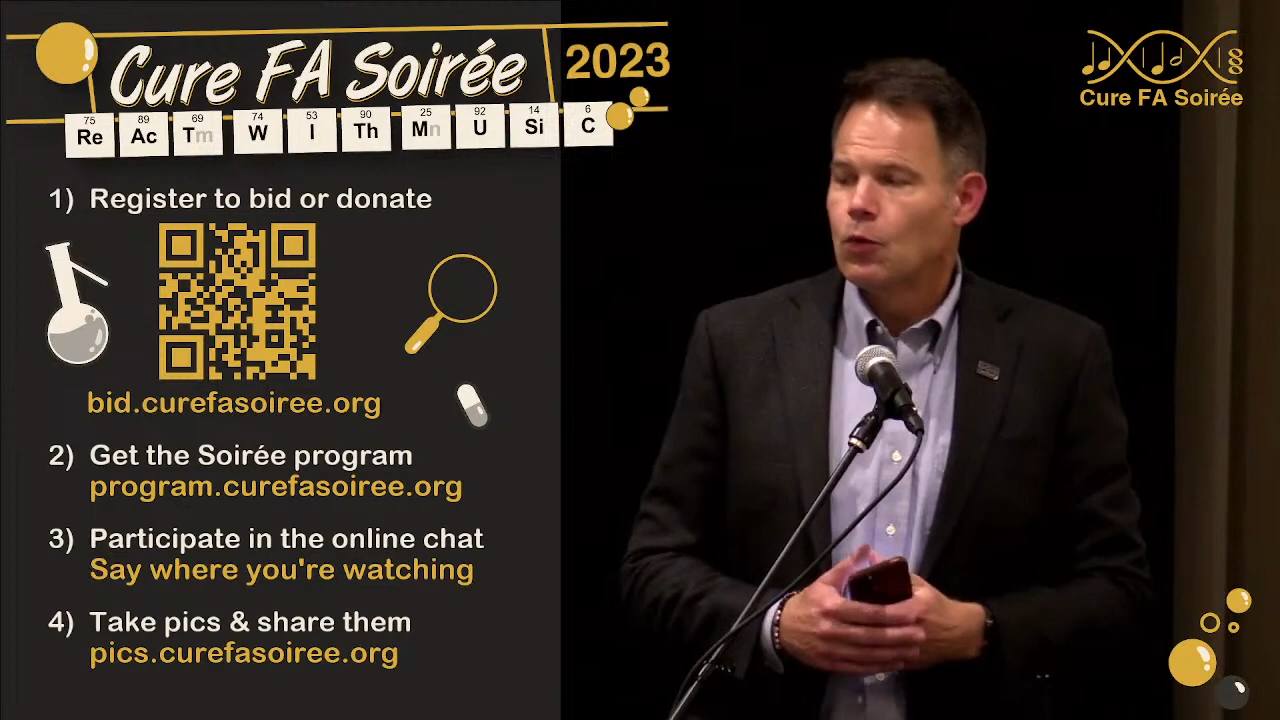 Cure FA Soirée 2023
75 89 69 74 53 90 25 92 14 6
Re Ac Tm W I Th Mn U Si C
1) Register to bid or donate
bid.curefasoiree.org
2) Get the Soirée program
program.curefasoiree.org
3) Participate in the online chat
Say where you're watching
4) Take pics & share them
pics.curefasoiree.org
Cure FA Soirée